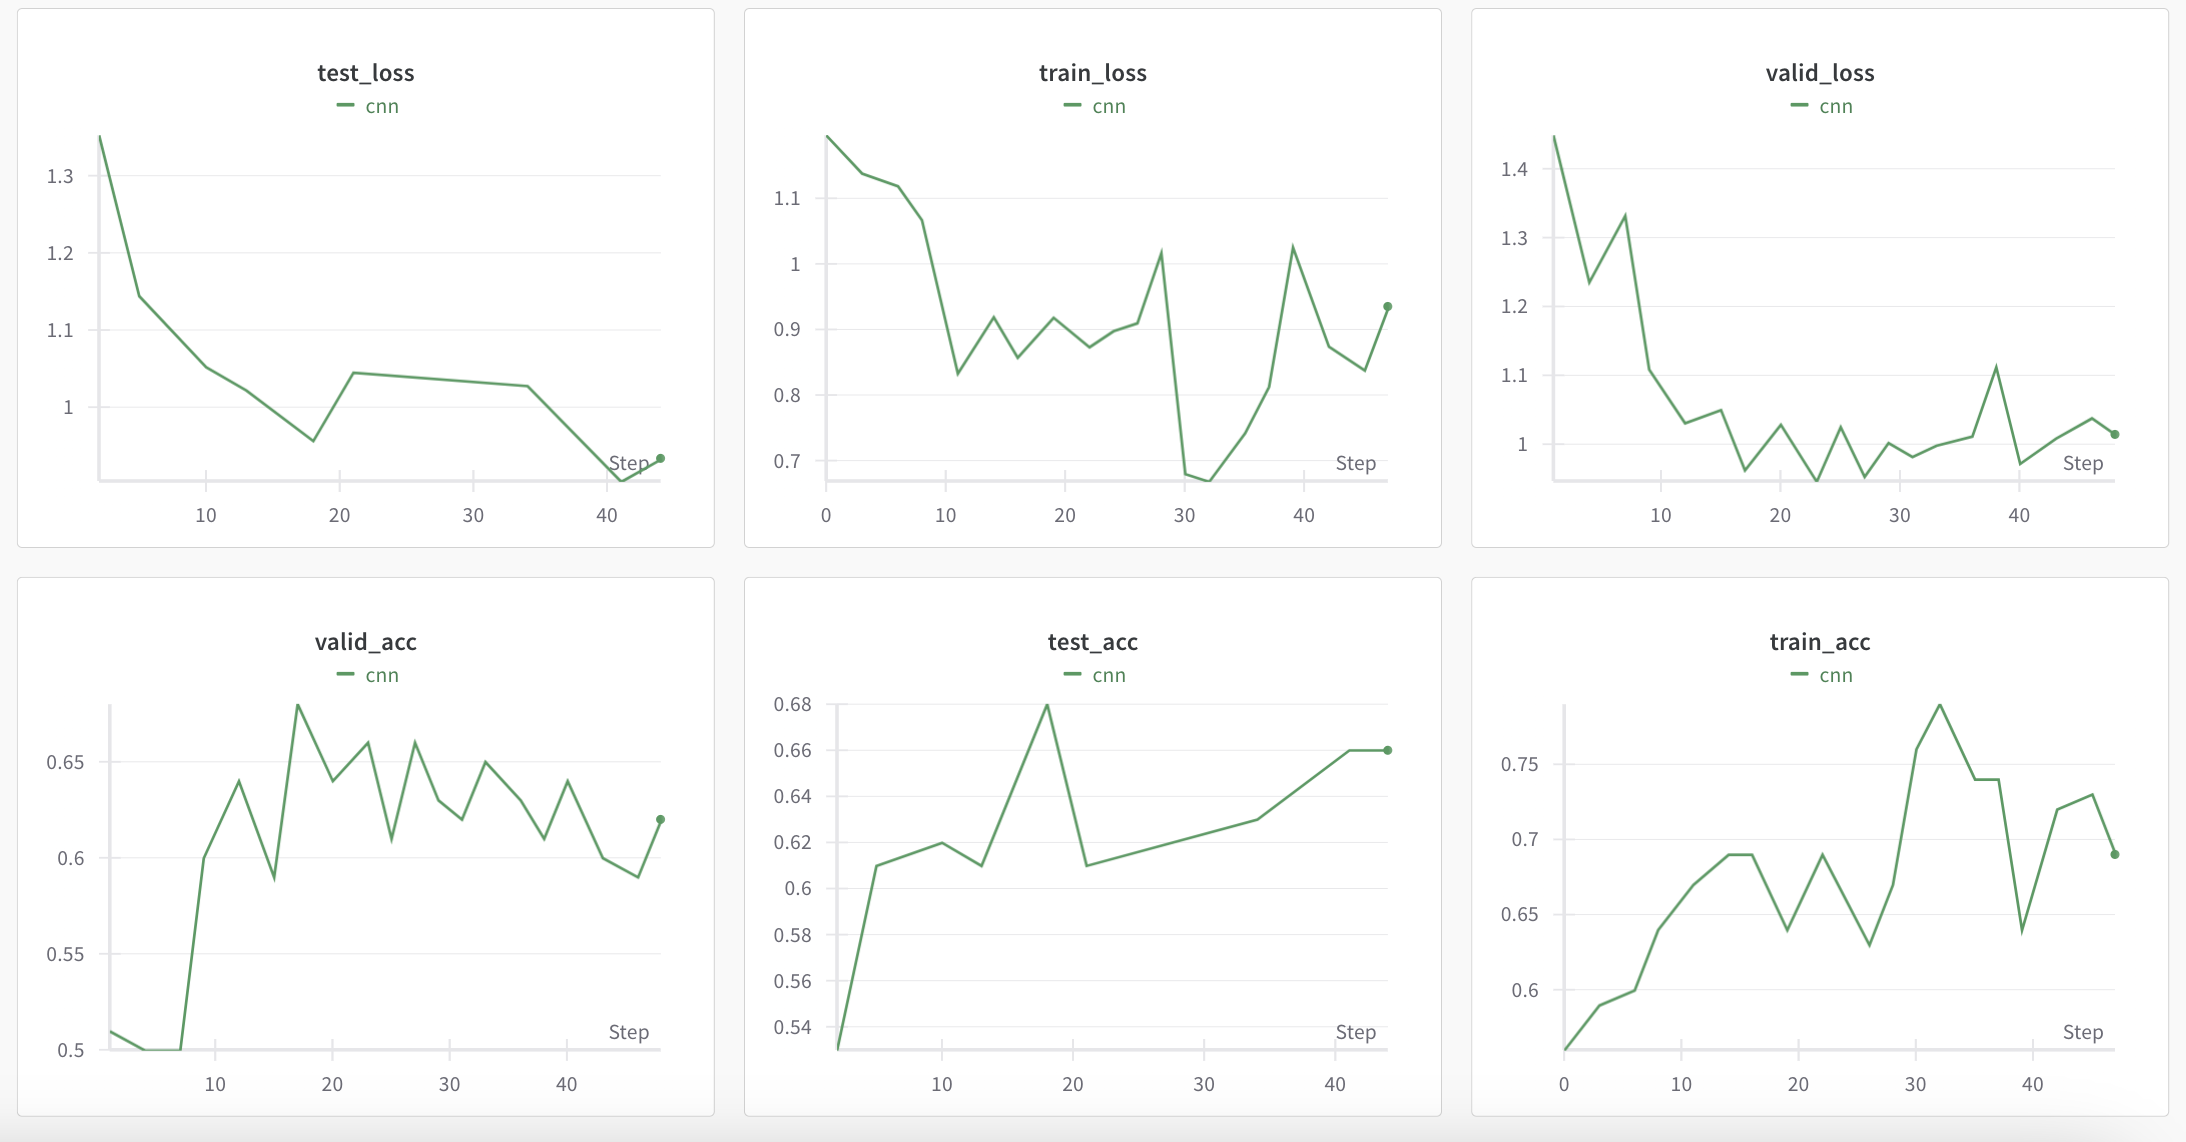 test_loss
cnn
1.3
1.2
1.1
1
Step
10 20 30 40
train_loss
cnn
1.1
1
0.9
0.8
0.7
Step
0 10 20 30 40
valid_loss
cnn
1.4
1.3
1.2
1.1
1
Step
10 20 30 40
valid_acc
cnn
0.65
0.6
0.55
Step
0.5
10 20 30 40
test_acc
cnn
0.68
0.66
0.64
0.62
0.6
0.58
0.56
0.54
Step
10 20 30 40
train_acc
cnn
0.75
0.7
0.65
0.6
Step
0 10 20 30 40